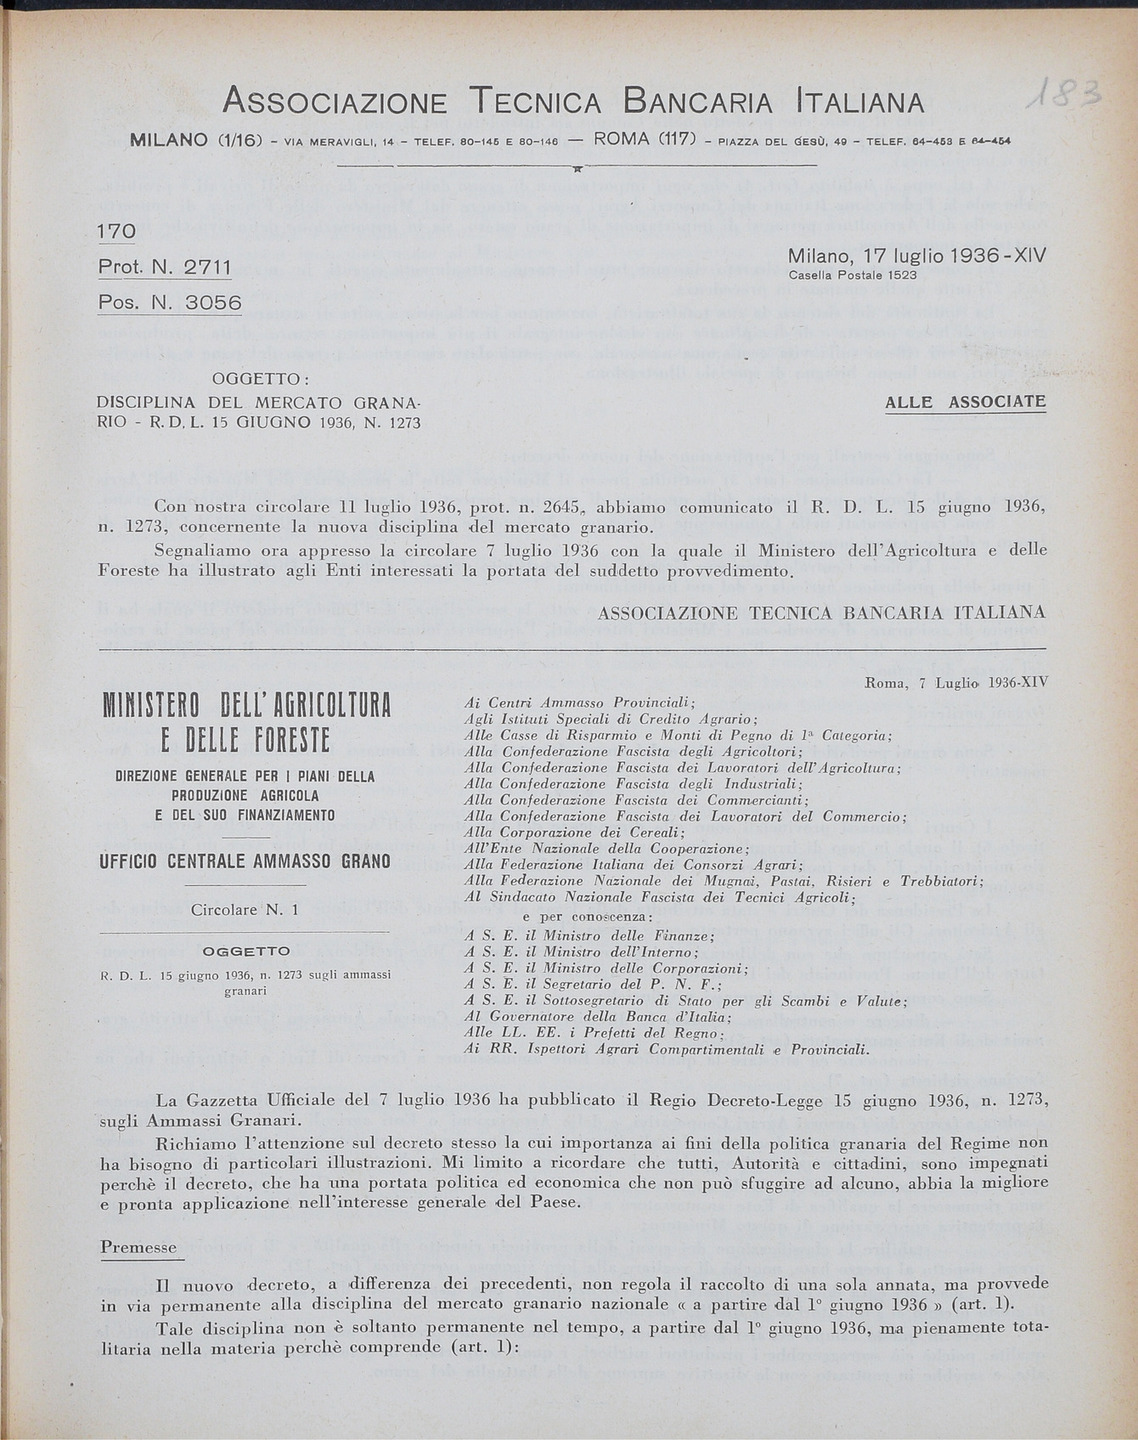 183
ASSOCIAZIONE TECNICA BANCARIA ITALIANA
MILANO (1/16) - VIA MERAVIGLI, 14 - TELEF. 80-145 E 80-146 — ROMA (117) - PIAZZA DEL GESÙ, 49 - TELEF. 64-453 E 64-454
170
Prot. N. 2711
Pos. N. 3056
Milano, 17 luglio 1936-XIV
Casella Postale 1523
OGGETTO:
DISCIPLINA DEL MERCATO GRANA-
RIO - R. D. L. 15 GIUGNO 1936, N. 1273
ALLE ASSOCIATE
Con nostra circolare 11 luglio 1936, prot. n. 2645, abbiamo comunicato il R. D. L. 15 giugno 1936,
n. 1273, concernente la nuova disciplina del mercato granario.
Segnaliamo ora appresso la circolare 7 luglio 1936 con la quale il Ministero dell'Agricoltura e delle
Foreste ha illustrato agli Enti interessati la portata del suddetto provvedimento.
ASSOCIAZIONE TECNICA BANCARIA ITALIANA
MINISTERO DELL'AGRICOLTURA
E DELLE FORESTE
DIREZIONE GENERALE PER I PIANI DELLA
PRODUZIONE AGRICOLA
E DEL SUO FINANZIAMENTO
UFFICIO CENTRALE AMMASSO GRANO
Circolare N. 1
OGGETTO
R. D. L. 15 giugno 1936, n. 1273 sugli ammassi
granari
Roma, 7 Luglio 1936-XIV
Ai Centri Ammasso Provinciali;
Agli Istituti Speciali di Credito Agrario;
Alle Casse di Risparmio e Monti di Pegno di 1ª Categoria;
Alla Confederazione Fascista degli Agricoltori;
Alla Confederazione Fascista dei Lavoratori dell'Agricoltura;
Alla Confederazione Fascista degli Industriali;
Alla Confederazione Fascista dei Commercianti;
Alla Confederazione Fascista dei Lavoratori del Commercio;
Alla Corporazione dei Cereali;
All'Ente Nazionale della Cooperazione;
Alla Federazione Italiana dei Consorzi Agrari;
Alla Federazione Nazionale dei Mugnai, Pastai, Risieri e Trebbiatori;
Al Sindacato Nazionale Fascista dei Tecnici Agricoli;
e per conoscenza:
A S. E. il Ministro delle Finanze;
A S. E. il Ministro dell'Interno;
A S. E. il Ministro delle Corporazioni;
A S. E. il Segretario del P. N. F.;
A S. E. il Sottosegretario di Stato per gli Scambi e Valute;
Al Governatore della Banca d'Italia;
Alle LL. EE. i Prefetti del Regno;
Ai RR. Ispettori Agrari Compartimentali e Provinciali.
La Gazzetta Ufficiale del 7 luglio 1936 ha pubblicato il Regio Decreto-Legge 15 giugno 1936, n. 1273,
sugli Ammassi Granari.
Richiamo l'attenzione sul decreto stesso la cui importanza ai fini della politica granaria del Regime non
ha bisogno di particolari illustrazioni. Mi limito a ricordare che tutti, Autorità e cittadini, sono impegnati
perchè il decreto, che ha una portata politica ed economica che non può sfuggire ad alcuno, abbia la migliore
e pronta applicazione nell'interesse generale del Paese.
Premesse
Il nuovo decreto, a differenza dei precedenti, non regola il raccolto di una sola annata, ma provvede
in via permanente alla disciplina del mercato granario nazionale « a partire dal 1° giugno 1936 » (art. 1).
Tale disciplina non è soltanto permanente nel tempo, a partire dal 1° giugno 1936, ma pienamente tota-
litaria nella materia perchè comprende (art. 1):